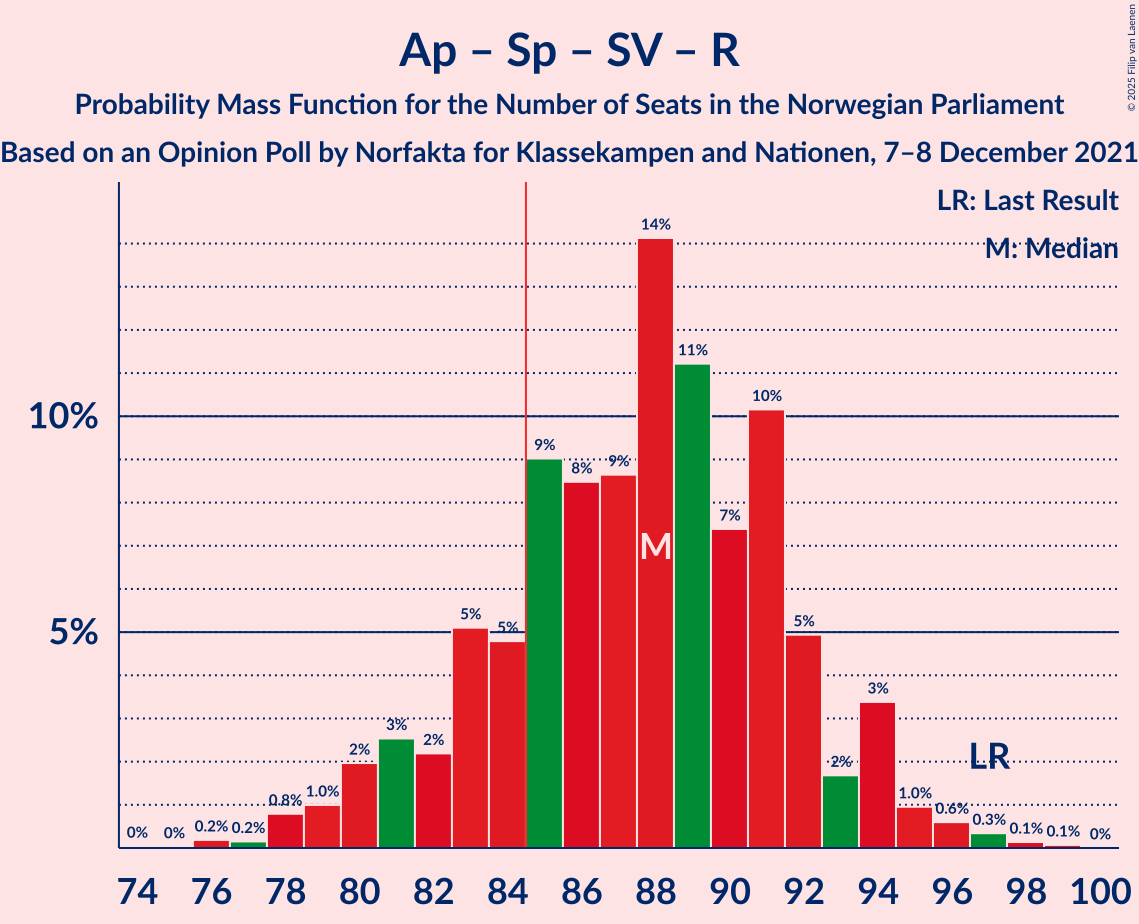 Ap – Sp – SV – R
Probability Mass Function for the Number of Seats in the Norwegian Parliament
Based on an Opinion Poll by Norfakta for Klassekampen and Nationen, 7–8 December 2021
© 2025 Filip van Laenen
LR: Last Result
M: Median
10%
5%
0% 0% 0.2% 0.2% 0.8% 1.0% 2% 3% 2% 5% 5% 9% 8% 9% 14% 11% 7% 10% 5% 2% 3% 1.0% 0.6% 0.3% 0.1% 0.1% 0%
M
LR
74 76 78 80 82 84 86 88 90 92 94 96 98 100